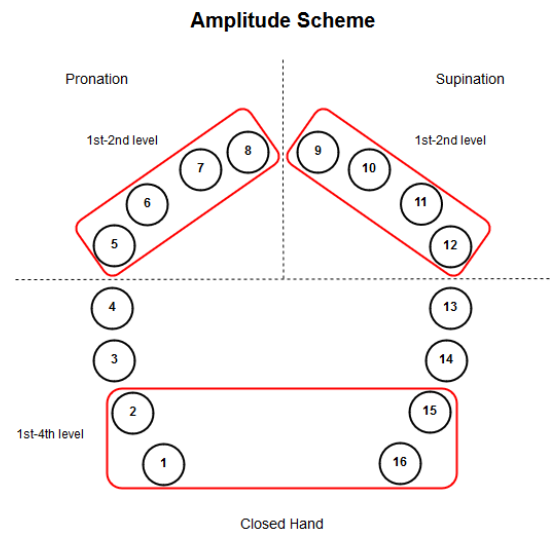 Amplitude Scheme
Pronation
Supination
1st-2nd level
1st-2nd level
8
9
7
10
6
11
5
12
4
13
3
14
2
15
1st-4th level
1
16
Closed Hand